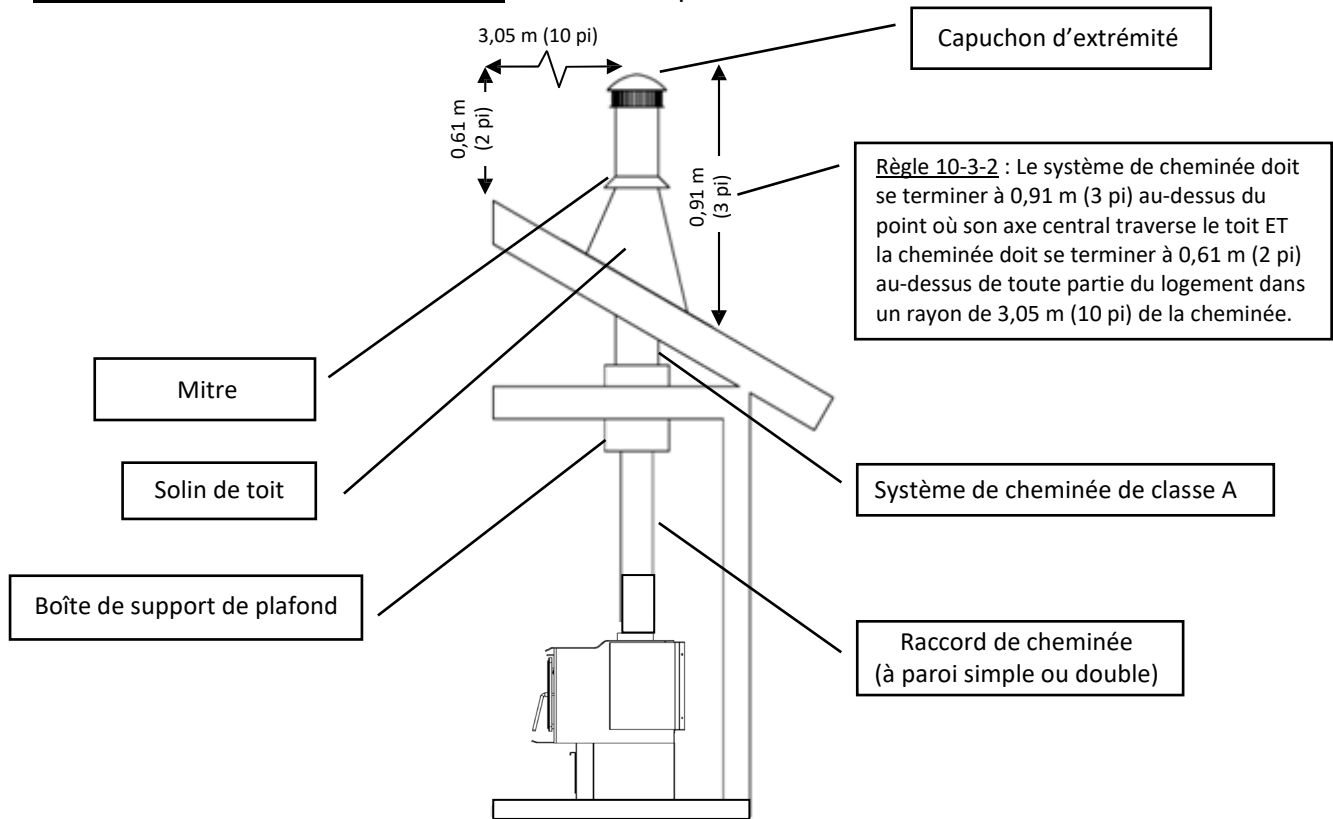 3,05 m (10 pi)
Capuchon d’extrémité
0,61 m
(2 pi)
0,91 m
(3 pi)
Règle 10-3-2 : Le système de cheminée doit
se terminer à 0,91 m (3 pi) au-dessus du
point où son axe central traverse le toit ET
la cheminée doit se terminer à 0,61 m (2 pi)
au-dessus de toute partie du logement dans
un rayon de 3,05 m (10 pi) de la cheminée.
Mitre
Solin de toit
Système de cheminée de classe A
Boîte de support de plafond
Raccord de cheminée
(à paroi simple ou double)